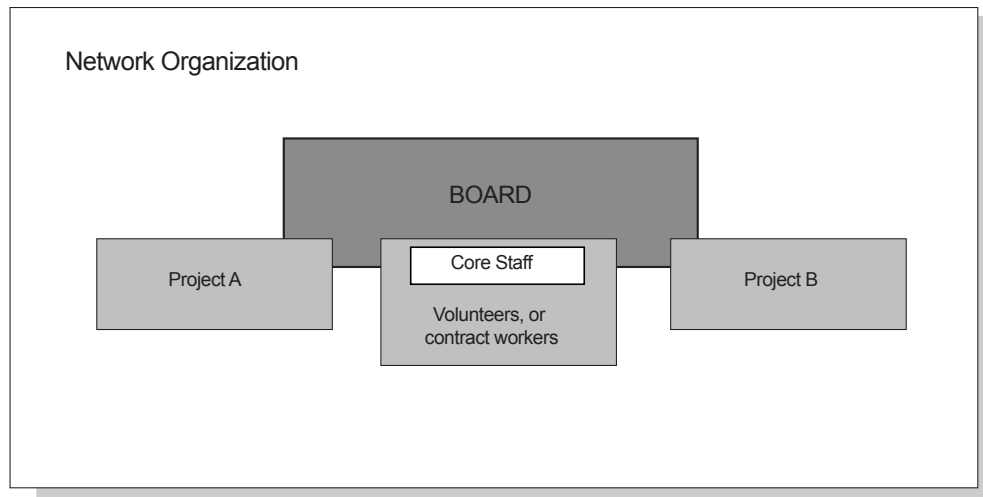 Network Organization
BOARD
Core Staff
Project A
Project B
Volunteers, or
contract workers